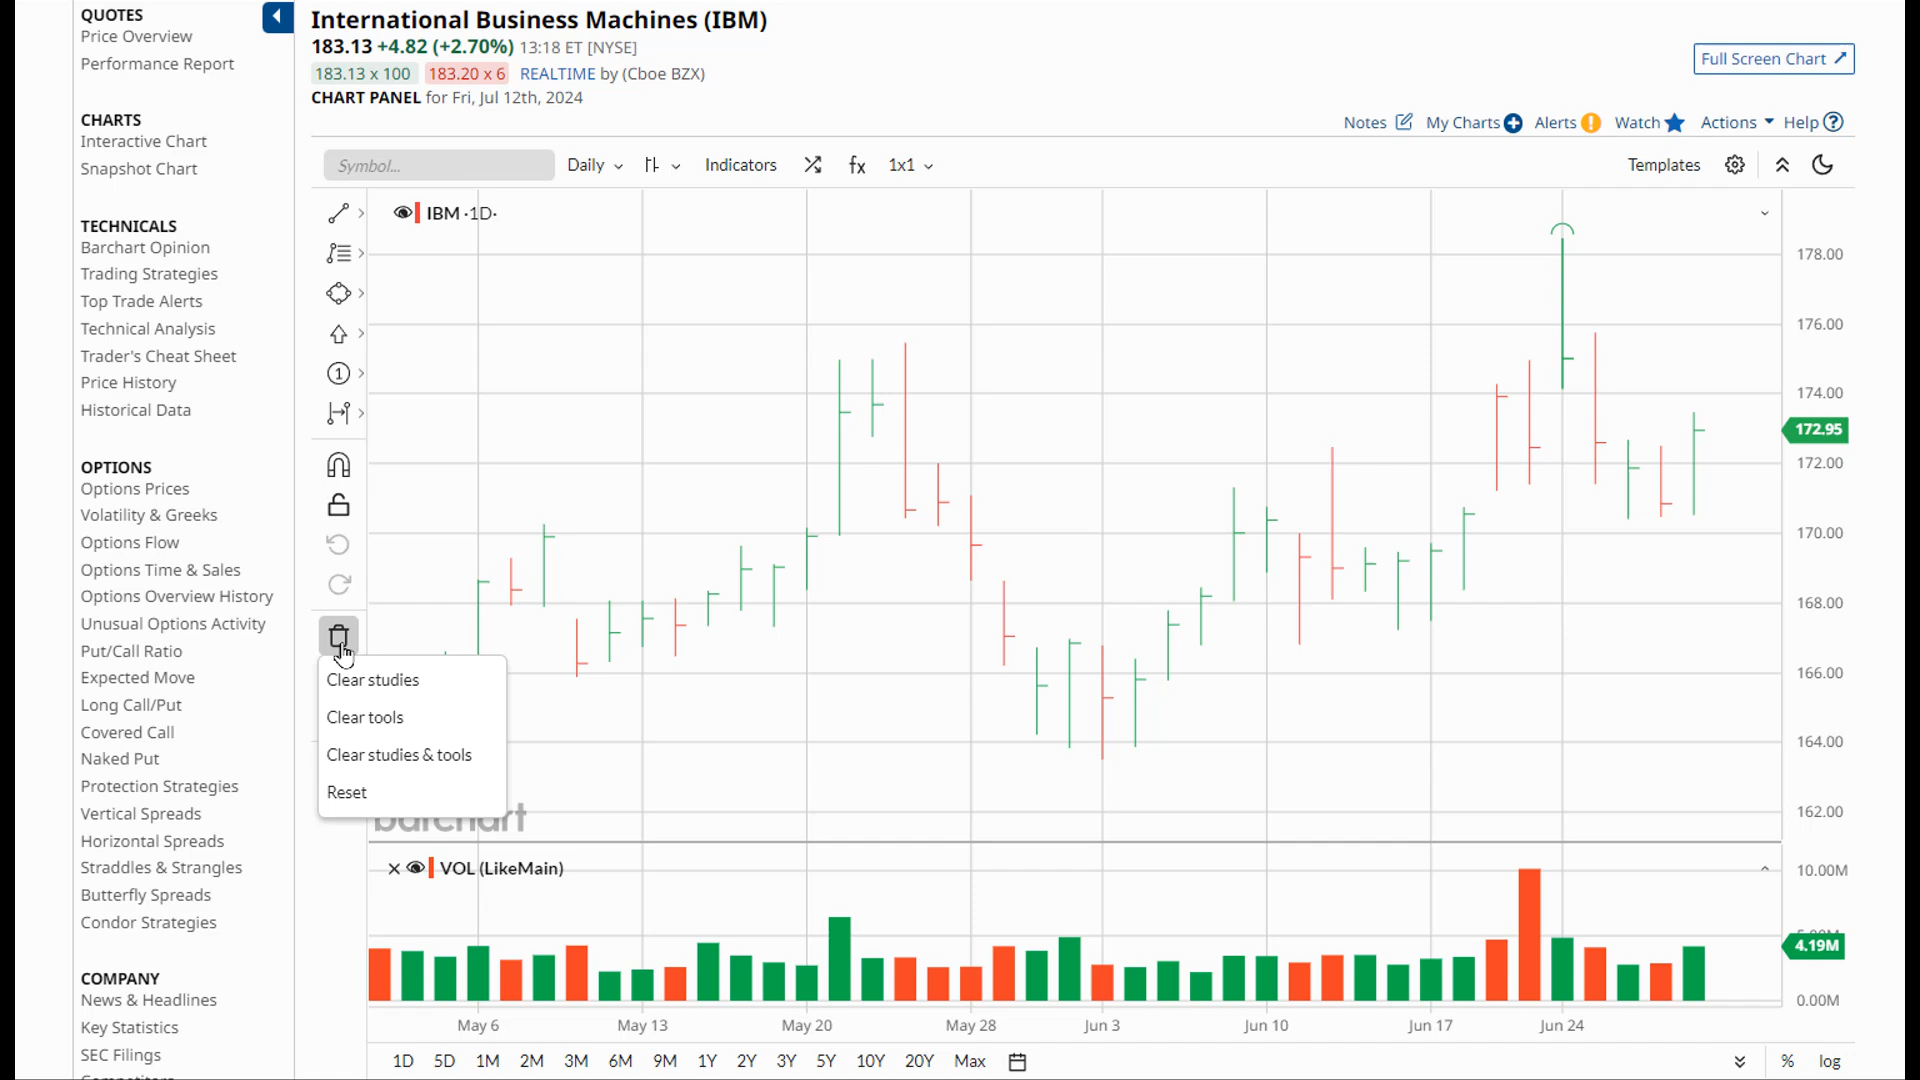 QUOTES
Price Overview
Performance Report
CHARTS
Interactive Chart
Snapshot Chart
TECHNICALS
Barchart Opinion
Trading Strategies
Top Trade Alerts
Technical Analysis
Trader's Cheat Sheet
Price History
Historical Data
OPTIONS
Options Prices
Volatility & Greeks
Options Flow
Options Time & Sales
Options Overview History
Unusual Options Activity
Put/Call Ratio
Expected Move
Long Call/Put
Covered Call
Naked Put
Protection Strategies
Vertical Spreads
Horizontal Spreads
Straddles & Strangles
Butterfly Spreads
Condor Strategies
COMPANY
News & Headlines
Key Statistics
SEC Filings
International Business Machines (IBM)
183.13 +4.82 (+2.70%) 13:18 ET [NYSE]
183.13 x 100 183.20 x 6 REALTIME by (Cboe BZX)
CHART PANEL for Fri, Jul 12th, 2024
Full Screen Chart
Notes My Charts Alerts Watch Actions Help
Symbol... Daily Indicators fx 1x1 Templates
IBM ·1D·
178.00
176.00
174.00
172.95
172.00
170.00
168.00
166.00
164.00
162.00
Clear studies
Clear tools
Clear studies & tools
Reset
barchart
VOL (LikeMain)
10.00M
4.19M
0.00M
May 6 May 13 May 20 May 28 Jun 3 Jun 10 Jun 17 Jun 24
1D 5D 1M 2M 3M 6M 9M 1Y 2Y 3Y 5Y 10Y 20Y Max % log